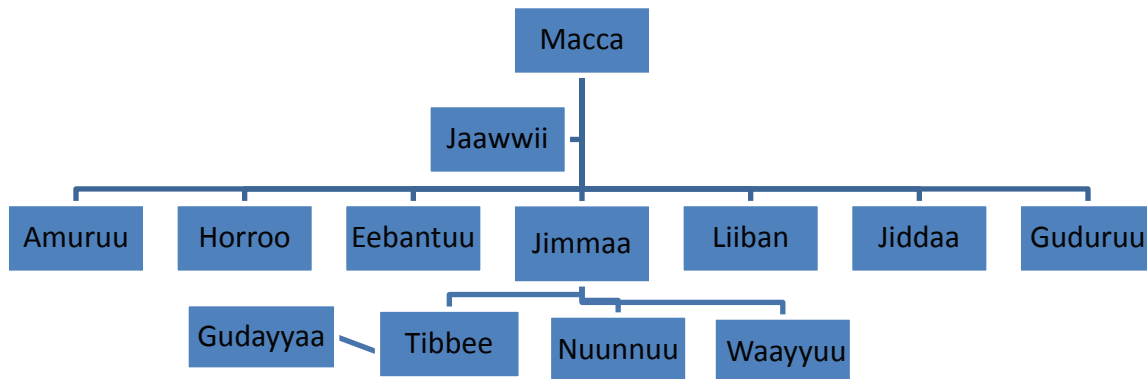 Macca
Jaawwii
Amuruu
Horroo
Eebantuu
Jimmaa
Liiban
Jiddaa
Guduruu
Gudayyaa
Tibbee
Nuunnuu
Waayyuu